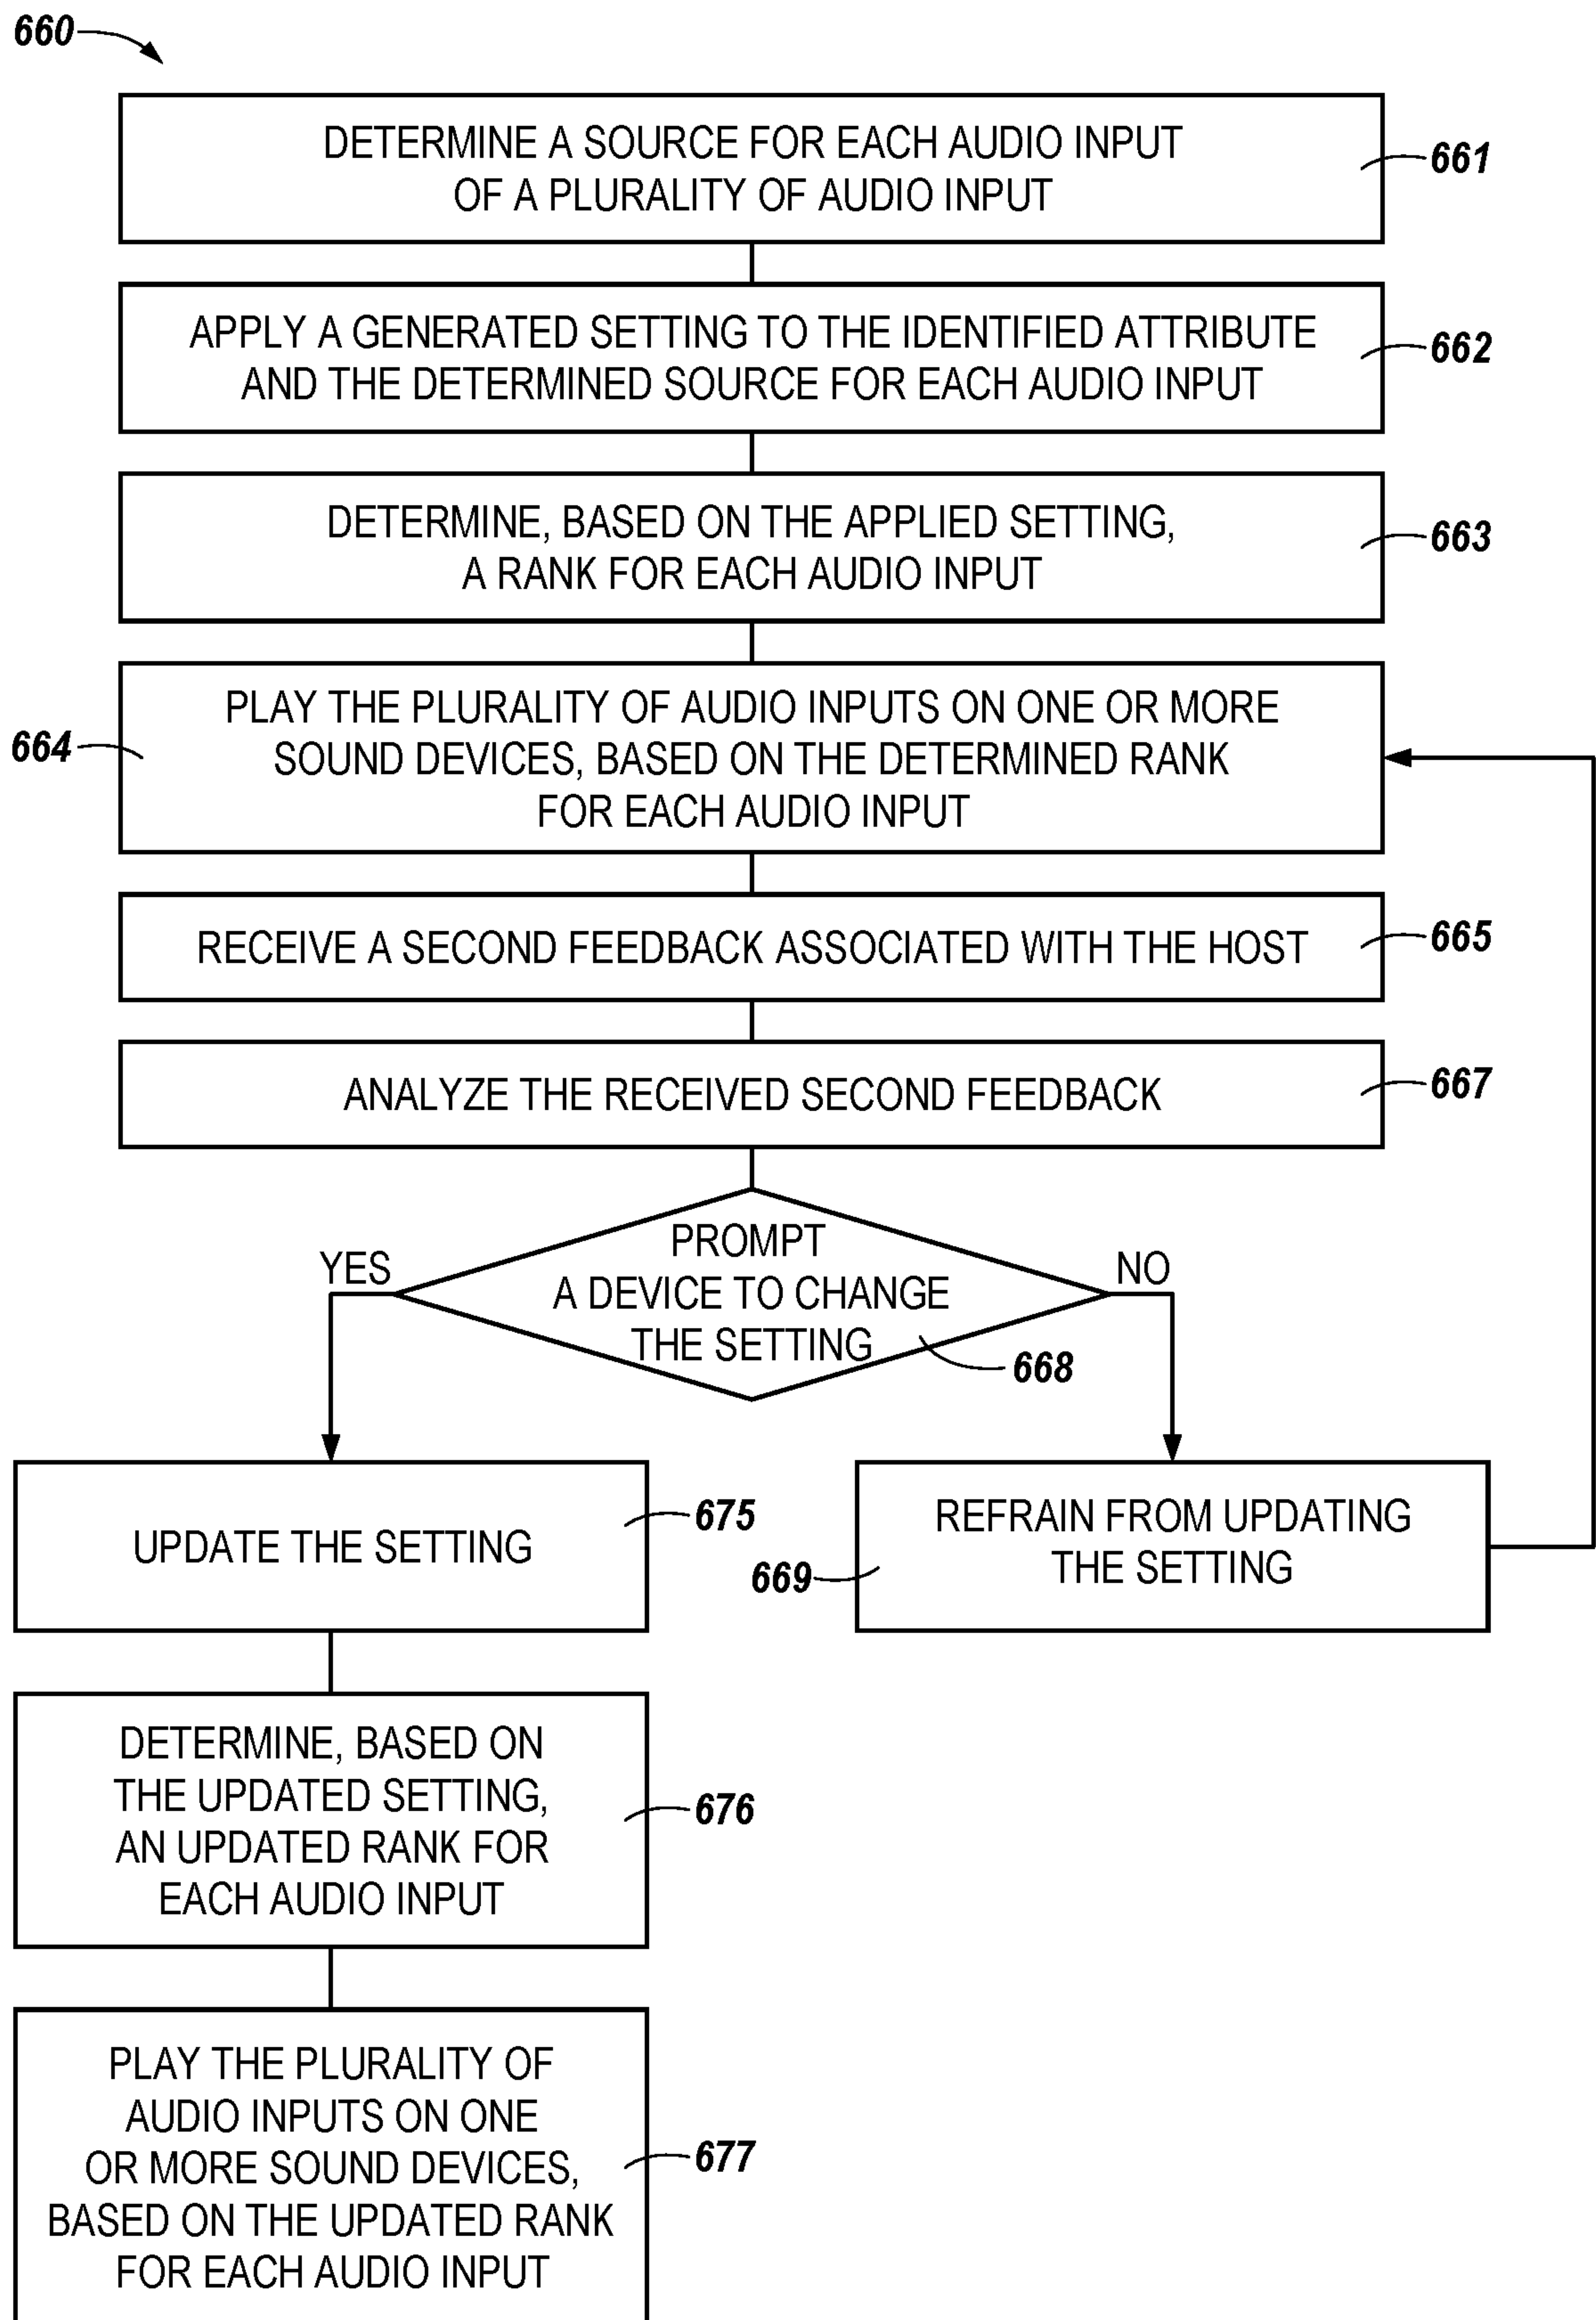 660
DETERMINE A SOURCE FOR EACH AUDIO INPUT
OF A PLURALITY OF AUDIO INPUT
661
APPLY A GENERATED SETTING TO THE IDENTIFIED ATTRIBUTE
AND THE DETERMINED SOURCE FOR EACH AUDIO INPUT
662
DETERMINE, BASED ON THE APPLIED SETTING,
A RANK FOR EACH AUDIO INPUT
663
PLAY THE PLURALITY OF AUDIO INPUTS ON ONE OR MORE
SOUND DEVICES, BASED ON THE DETERMINED RANK
FOR EACH AUDIO INPUT
664
RECEIVE A SECOND FEEDBACK ASSOCIATED WITH THE HOST
665
ANALYZE THE RECEIVED SECOND FEEDBACK
667
PROMPT
A DEVICE TO CHANGE
THE SETTING
668
YES
NO
UPDATE THE SETTING
675
REFRAIN FROM UPDATING
THE SETTING
669
DETERMINE, BASED ON
THE UPDATED SETTING,
AN UPDATED RANK FOR
EACH AUDIO INPUT
676
PLAY THE PLURALITY OF
AUDIO INPUTS ON ONE
OR MORE SOUND DEVICES,
BASED ON THE UPDATED RANK
FOR EACH AUDIO INPUT
677